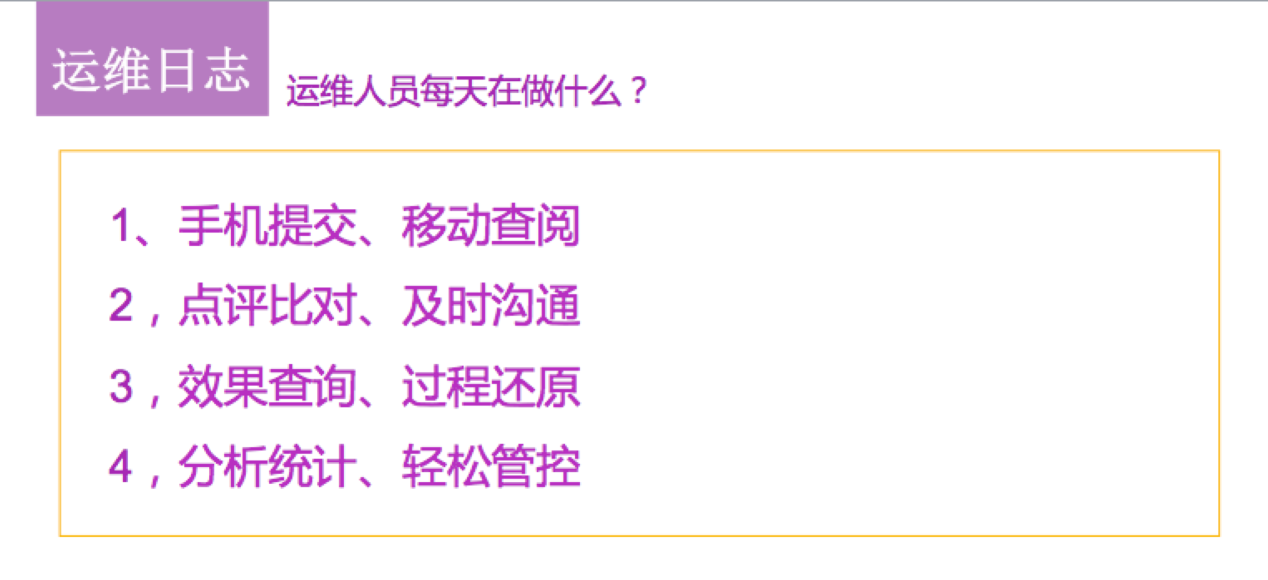 运维日志
运维人员每天在做什么？
1、手机提交、移动查阅
2，点评比对、及时沟通
3，效果查询、过程还原
4，分析统计、轻松管控